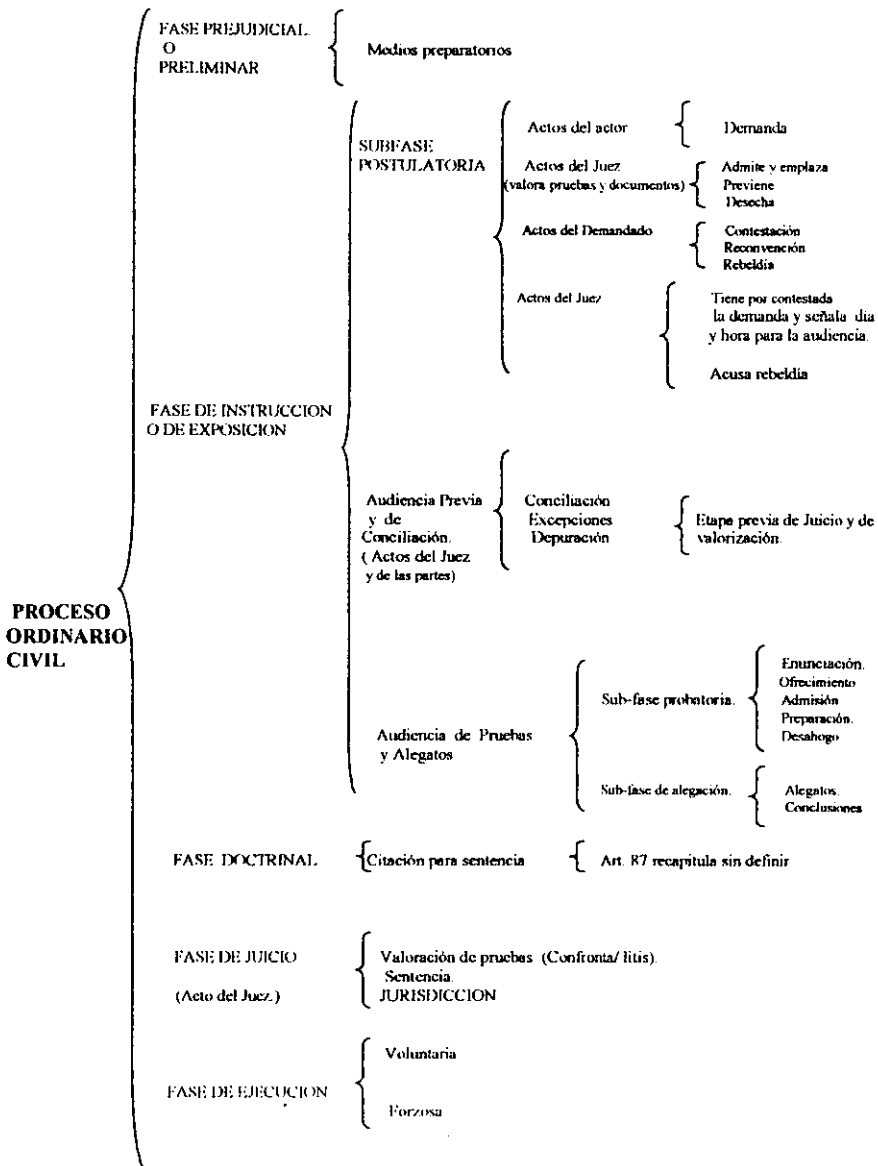 FASE PREJUDICIAL.
O
PRELIMINAR
Medios preparatorios
SUBFASE
POSTULATORIA
Actos del actor
Demanda
Actos del Juez
(valora pruebas y documentos)
Admite y emplaza
Previene
Desecha
Actos del Demandado
Contestación
Reconvención
Rebeldía
Actos del Juez
Tiene por contestada
la demanda y señala dia
y hora para la audiencia.
Acusa rebeldía
FASE DE INSTRUCCION
O DE EXPOSICION
Audiencia Previa
y de
Conciliación.
( Actos del Juez
y de las partes)
Conciliación
Excepciones
Depuración
Etapa previa de Juicio y de
valorización.
PROCESO
ORDINARIO
CIVIL
Audiencia de Pruebas
y Alegatos
Sub-fase probatoria.
Enunciación.
Ofrecimiento
Admisión
Preparación.
Desahogo
Sub-fase de alegación.
Alegatos.
Conclusiones
FASE DOCTRINAL
Citación para sentencia
Art. 87 recapitula sin definir
FASE DE JUICIO
(Acto del Juez.)
Valoración de pruebas (Confronta/ litis).
Sentencia.
JURISDICCION
FASE DE EJECUCION
Voluntaria
Forzosa